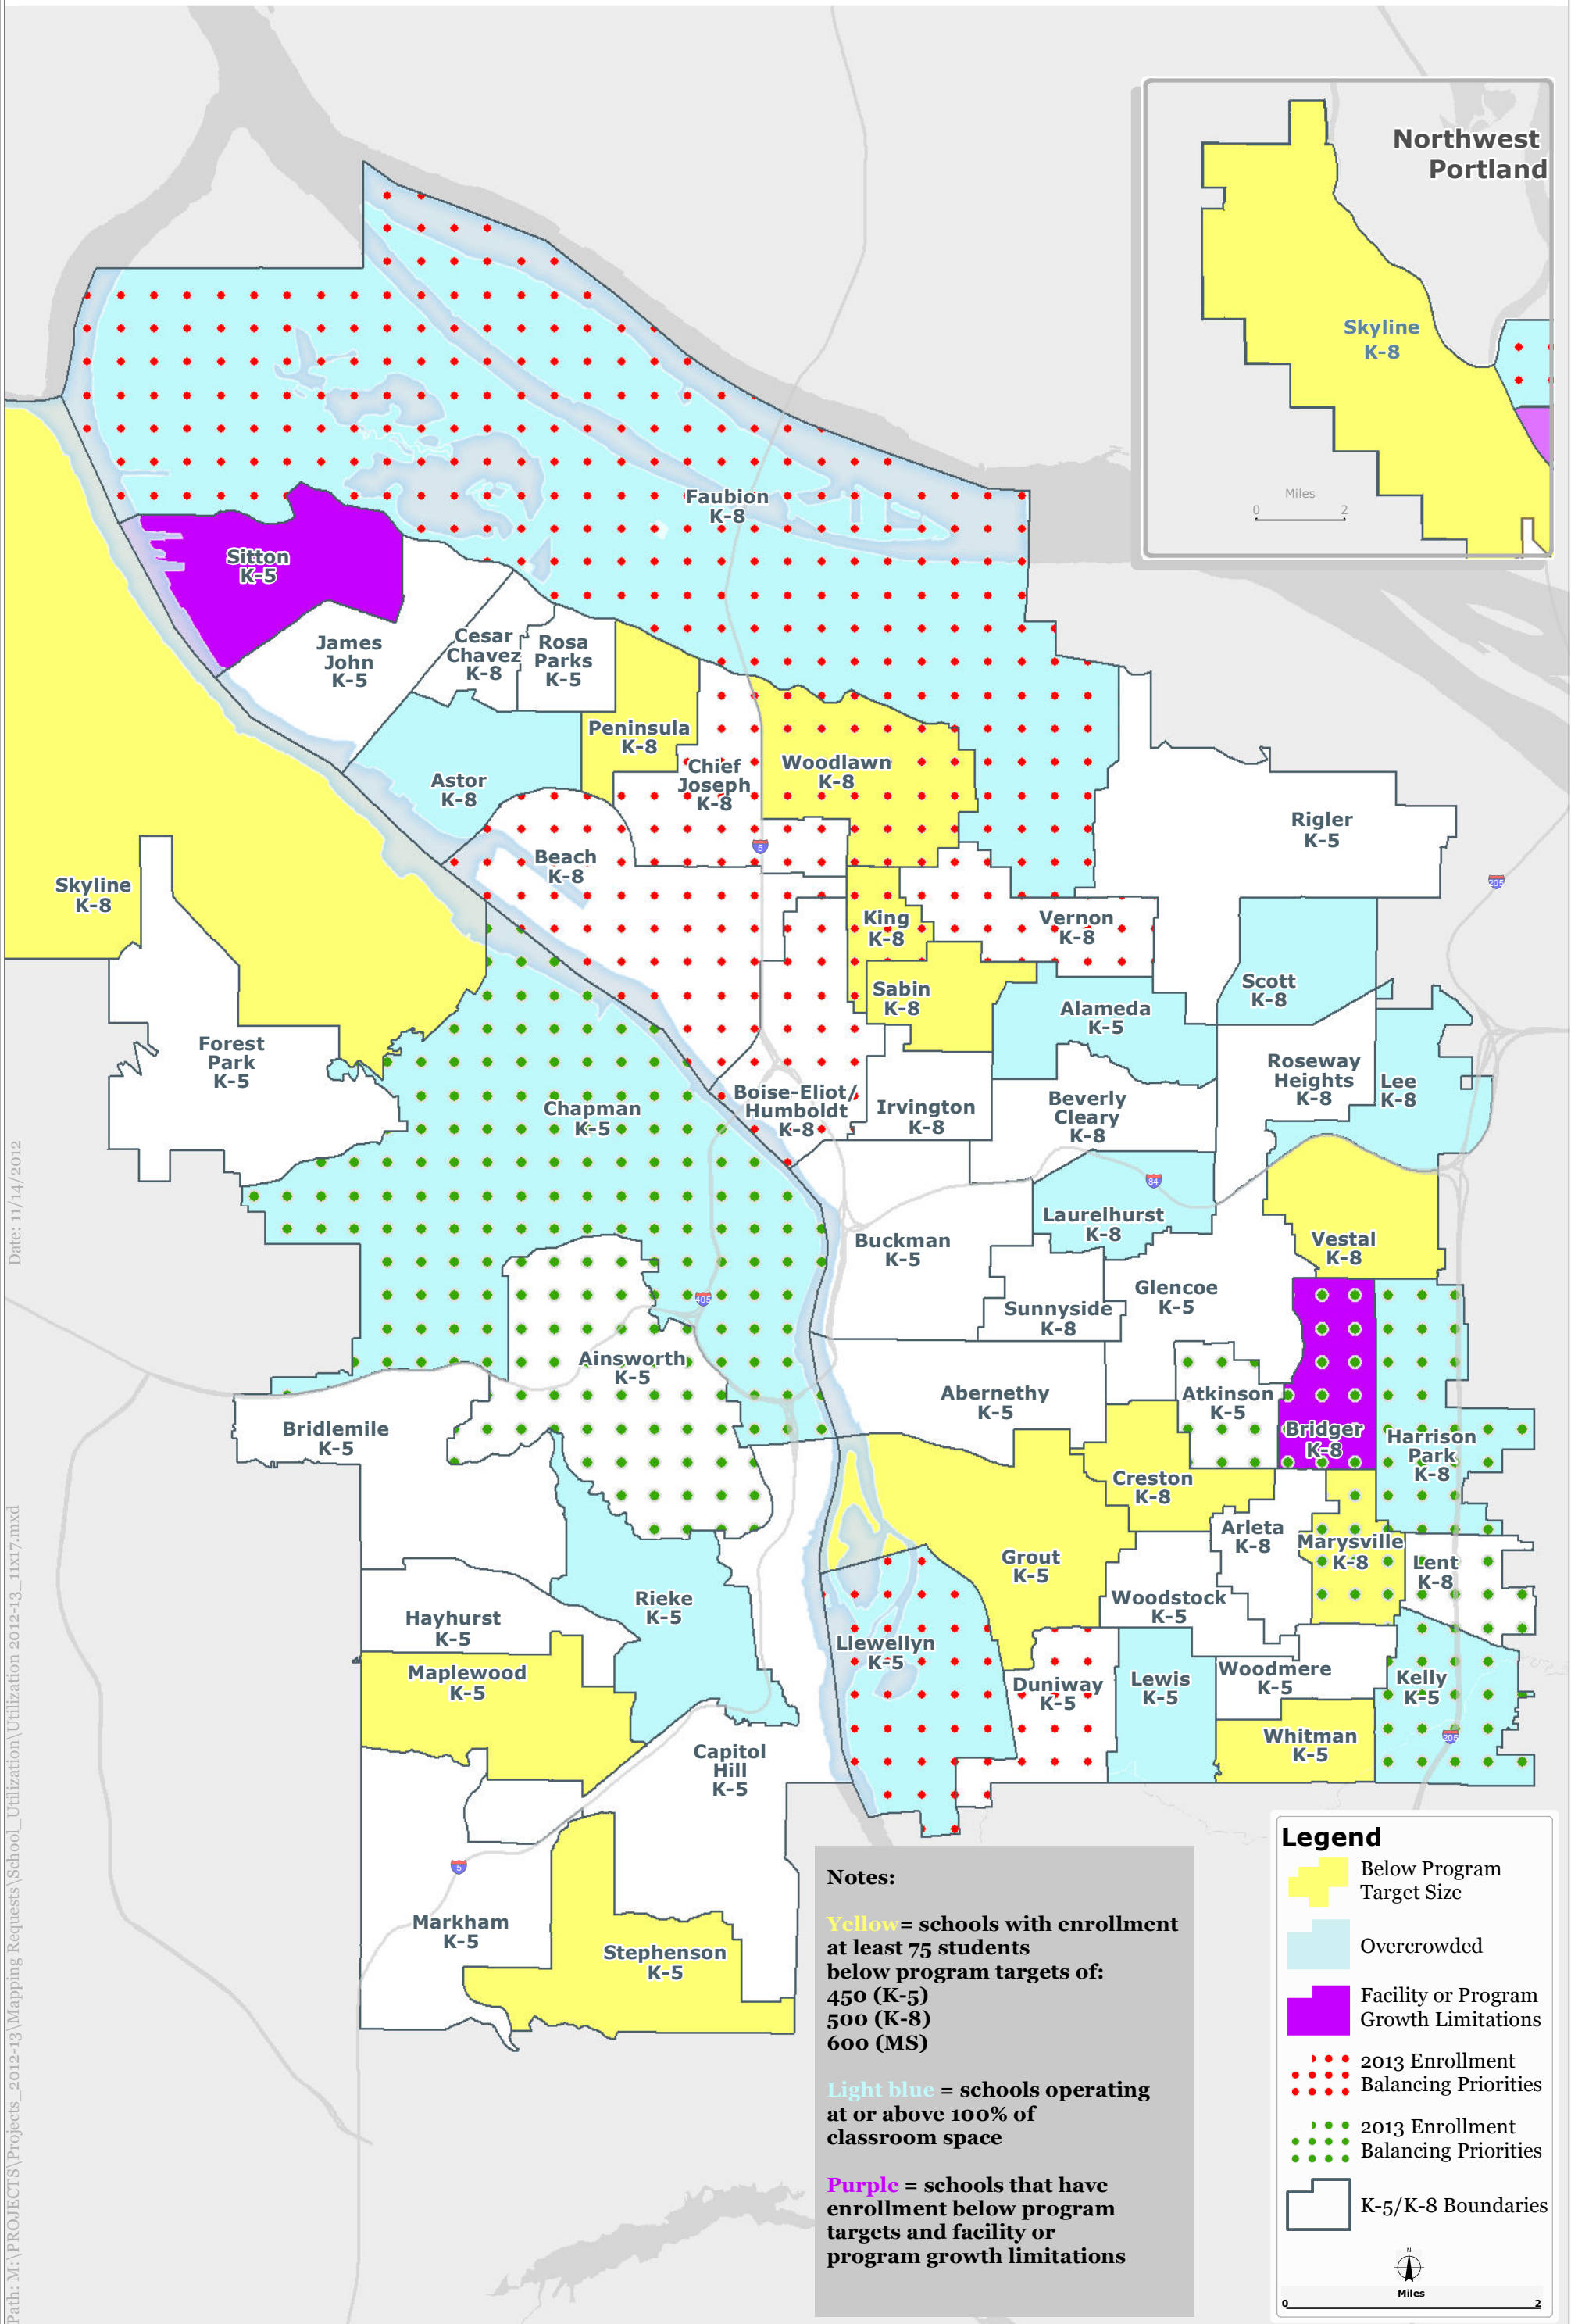 Northwest
Portland
Skyline
K-8
Miles
0 2
Faubion
K-8
Sitton
K-5
James
John
K-5
Cesar
Chavez
K-8
Rosa
Parks
K-5
Peninsula
K-8
Astor
K-8
Chief
Joseph
K-8
Woodlawn
K-8
Rigler
K-5
5
Beach
K-8
205
Skyline
K-8
King
K-8
Vernon
K-8
Sabin
K-8
Scott
K-8
Alameda
K-5
Forest
Park
K-5
Roseway
Heights
K-8
Lee
K-8
Chapman
K-5
Boise-Eliot/
Humboldt
K-8
Irvington
K-8
Beverly
Cleary
K-8
84
Laurelhurst
K-8
Buckman
K-5
Vestal
K-8
Sunnyside
K-8
Glencoe
K-5
405
Ainsworth
K-5
Abernethy
K-5
Atkinson
K-5
Bridlemile
K-5
Bridger
K-8
Harrison
Park
K-8
Creston
K-8
Arleta
K-8
Marysville
K-8
Lent
K-8
Grout
K-5
Woodstock
K-5
Rieke
K-5
Hayhurst
K-5
Llewellyn
K-5
Maplewood
K-5
Duniway
K-5
Lewis
K-5
Woodmere
K-5
Kelly
K-5
Whitman
K-5
205
Capitol
Hill
K-5
5
Markham
K-5
Stephenson
K-5
Date: 11/14/2012
Path: M:\PROJECTS\Projects_2012-13\Mapping Requests\School_Utilization\Utilization 2012-13_11x17.mxd
Notes:
Yellow= schools with enrollment
at least 75 students
below program targets of:
450 (K-5)
500 (K-8)
600 (MS)
Light blue = schools operating
at or above 100% of
classroom space
Purple = schools that have
enrollment below program
targets and facility or
program growth limitations
Legend
Below Program
Target Size
Overcrowded
Facility or Program
Growth Limitations
2013 Enrollment
Balancing Priorities
2013 Enrollment
Balancing Priorities
K-5/K-8 Boundaries
N
Miles
0 2